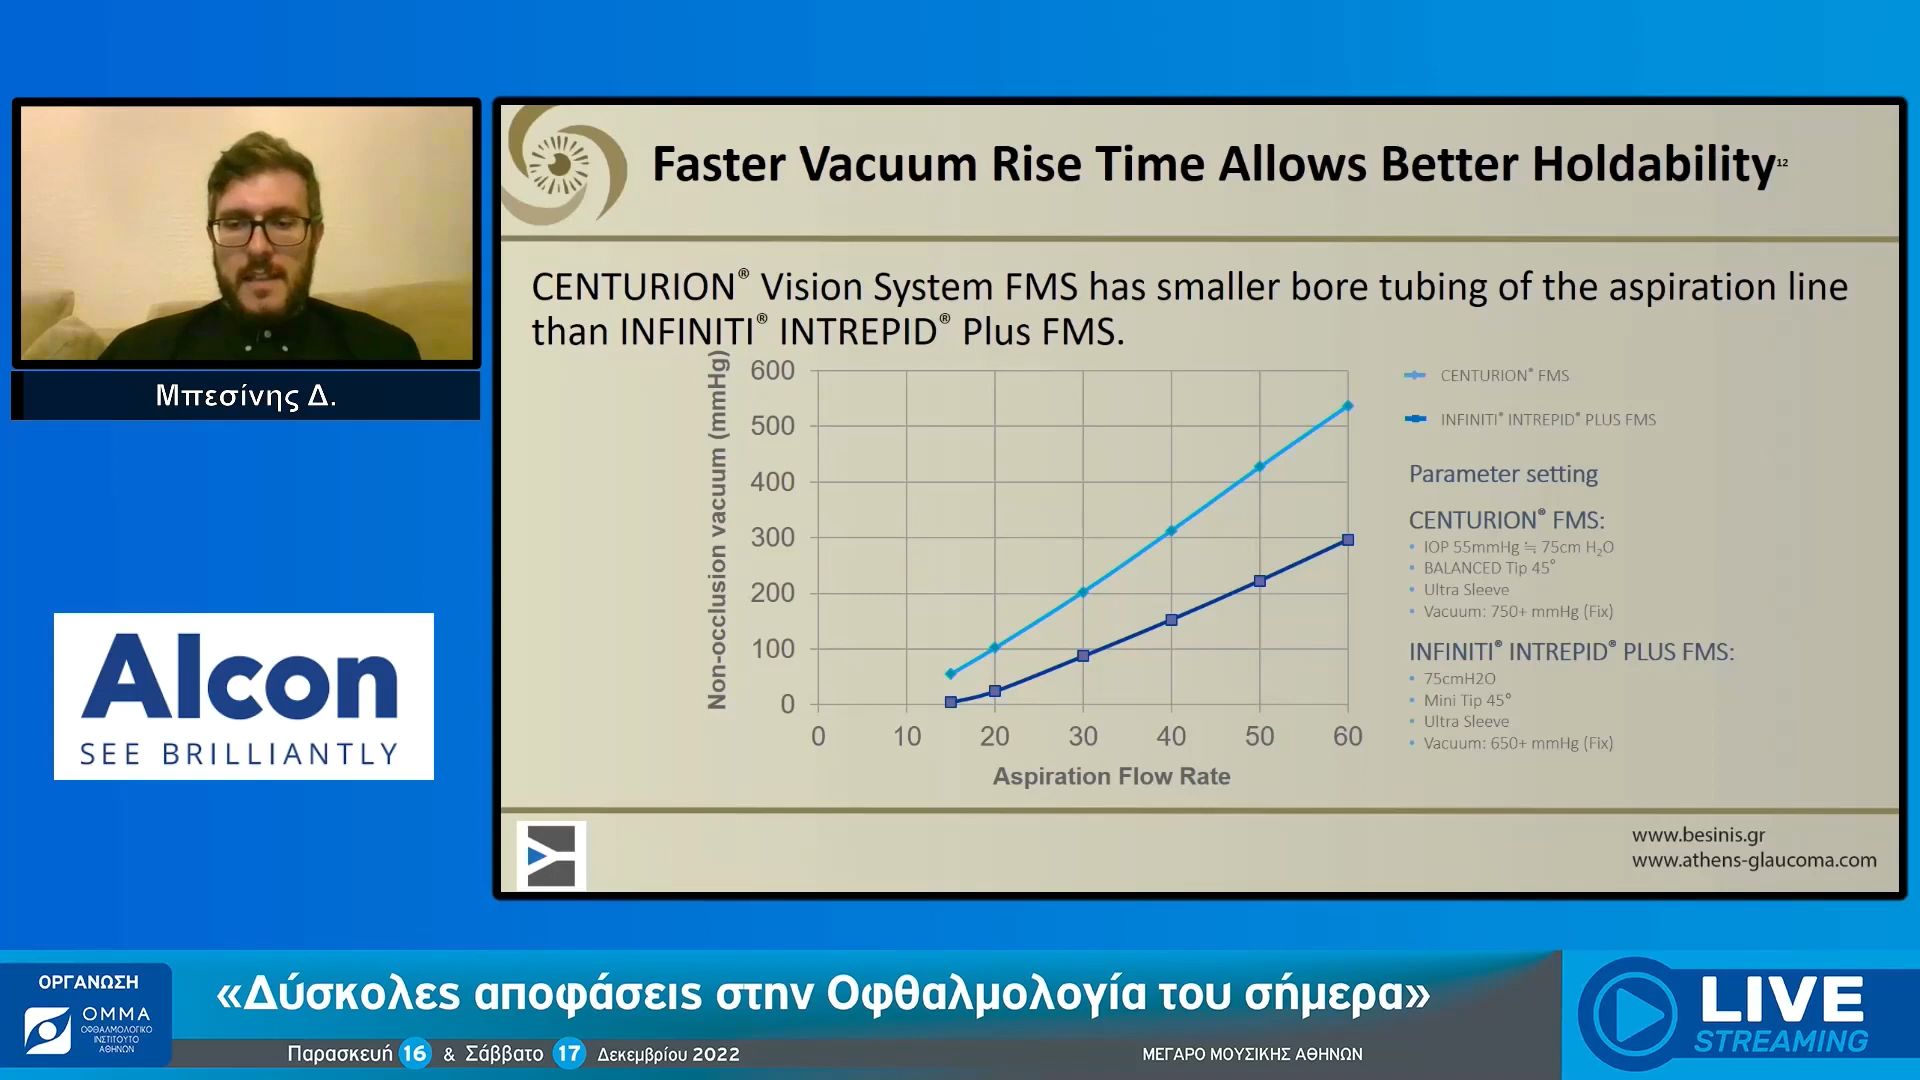 Faster Vacuum Rise Time Allows Better Holdability12
CENTURION® Vision System FMS has smaller bore tubing of the aspiration line
than INFINITI® INTREPID® Plus FMS.
Non-occlusion vacuum (mmHg)
600
500
400
300
200
100
0
0 10 20 30 40 50 60
Aspiration Flow Rate
CENTURION® FMS
INFINITI® INTREPID® PLUS FMS
Parameter setting
CENTURION® FMS:
• IOP 55mmHg ≒ 75cm H₂O
• BALANCED Tip 45°
• Ultra Sleeve
• Vacuum: 750+ mmHg (Fix)
INFINITI® INTREPID® PLUS FMS:
• 75cmH2O
• Mini Tip 45°
• Ultra Sleeve
• Vacuum: 650+ mmHg (Fix)
www.besinis.gr
www.athens-glaucoma.com
Μπεσίνης Δ.
Alcon
SEE BRILLIANTLY
ΟΡΓΑΝΩΣΗ
ΟΜΜΑ
ΟΦΘΑΛΜΟΛΟΓΙΚΟ
ΙΝΣΤΙΤΟΥΤΟ
ΑΘΗΝΩΝ
«Δύσκολες αποφάσεις στην Οφθαλμολογία του σήμερα»
Παρασκευή 16 & Σάββατο 17 Δεκεμβρίου 2022
ΜΕΓΑΡΟ ΜΟΥΣΙΚΗΣ ΑΘΗΝΩΝ
LIVE
STREAMING